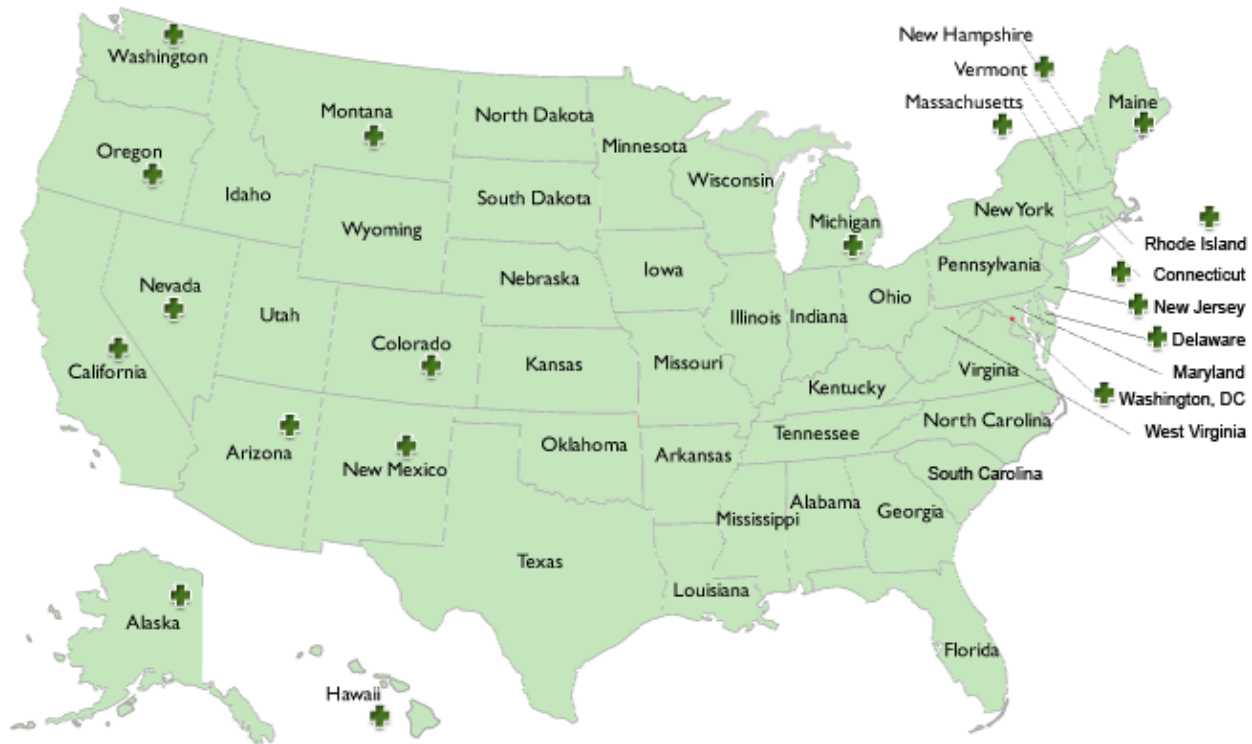 New Hampshire
Vermont
Massachusetts
Maine
Washington
Montana
North Dakota
Minnesota
Oregon
Idaho
South Dakota
Wisconsin
Wyoming
Michigan
New York
Rhode Island
Pennsylvania
Connecticut
Nevada
Utah
Nebraska
Iowa
Illinois
Indiana
Ohio
New Jersey
Delaware
California
Colorado
Kansas
Missouri
Kentucky
Virginia
Maryland
Washington, DC
West Virginia
Arizona
New Mexico
Oklahoma
Arkansas
Tennessee
North Carolina
South Carolina
Mississippi
Alabama
Georgia
Texas
Louisiana
Alaska
Hawaii
Florida